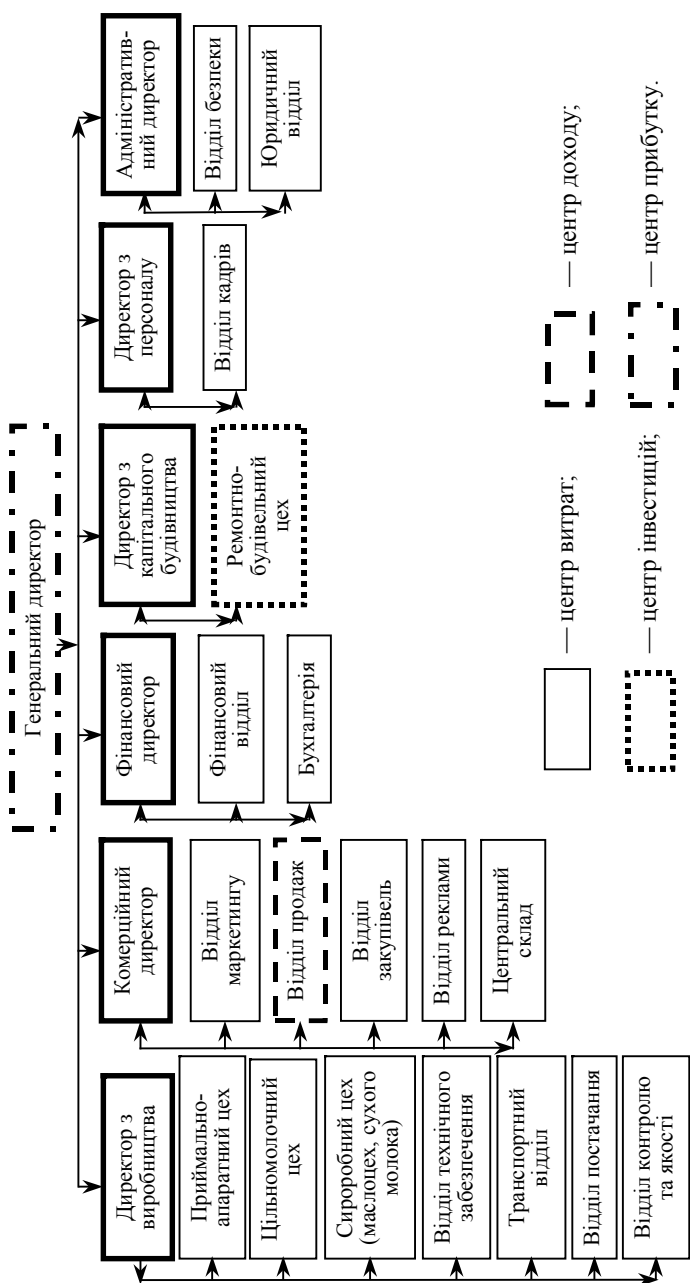 Генеральний директор
Директор з
виробництва
Приймально-
апаратний цех
Цільномолочний
цех
Сироробний цех
(маслоцех, сухого
молока)
Відділ технічного
забезпечення
Транспортний
відділ
Відділ постачання
Відділ контролю
та якості
Комерційний
директор
Відділ
маркетингу
Відділ продаж
Відділ
закупівель
Відділ реклами
Центральний
склад
Фінансовий
директор
Фінансовий
відділ
Бухгалтерія
Директор з
капітального
будівництва
Ремонтно-
будівельний
цех
Директор з
персоналу
Відділ кадрів
Адміністратив-
ний директор
Відділ безпеки
Юридичний
відділ
— центр витрат;
— центр доходу;
— центр інвестицій;
— центр прибутку.